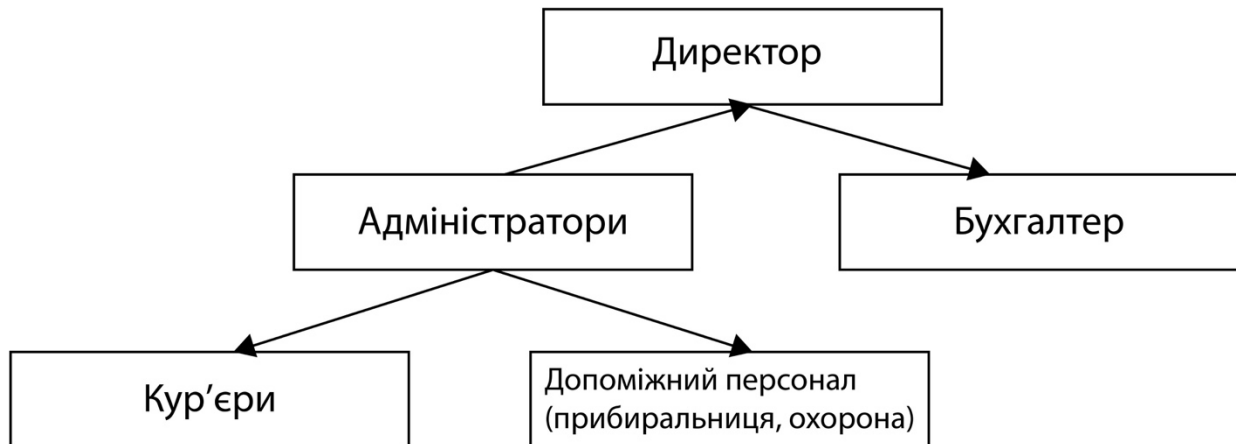 Директор
Адміністратори
Бухгалтер
Кур’єри
Допоміжний персонал
(прибиральниця, охорона)